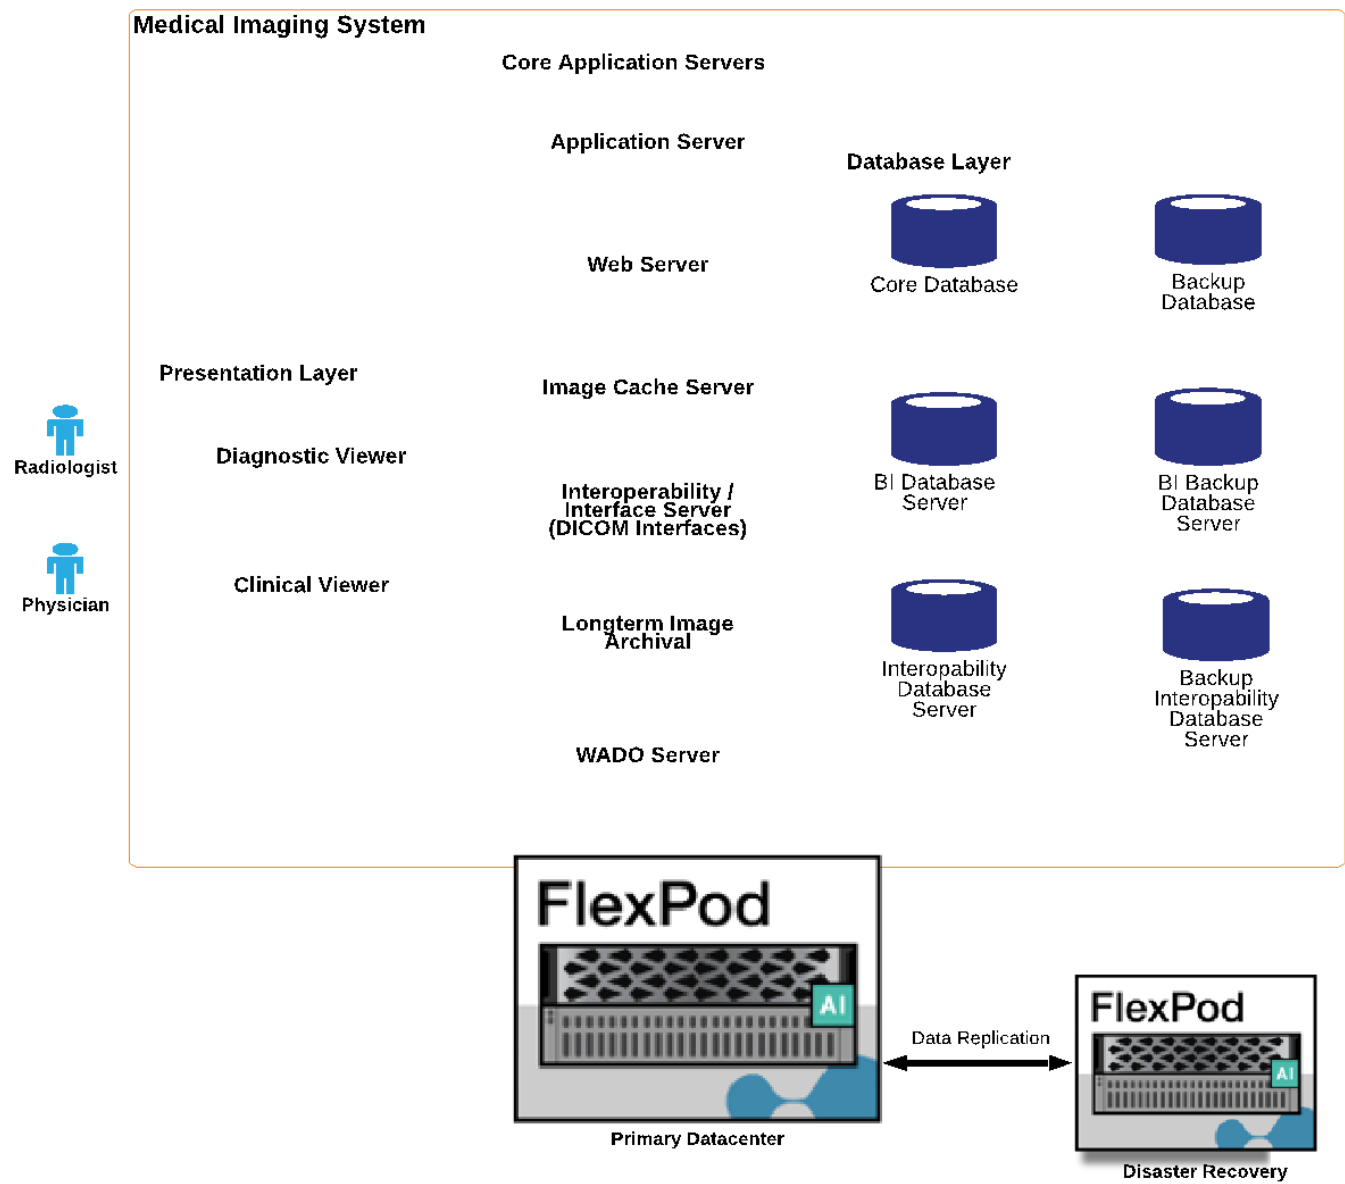 Medical Imaging System
Core Application Servers
Application Server
Database Layer
Web Server
Core Database
Backup
Database
Presentation Layer
Image Cache Server
Radiologist
Diagnostic Viewer
Interoperability /
Interface Server
(DICOM Interfaces)
BI Database
Server
BI Backup
Database
Server
Physician
Clinical Viewer
Longterm Image
Archival
Interopability
Database
Server
Backup
Interopability
Database
Server
WADO Server
FlexPod
AI
Primary Datacenter
Data Replication
FlexPod
AI
Disaster Recovery